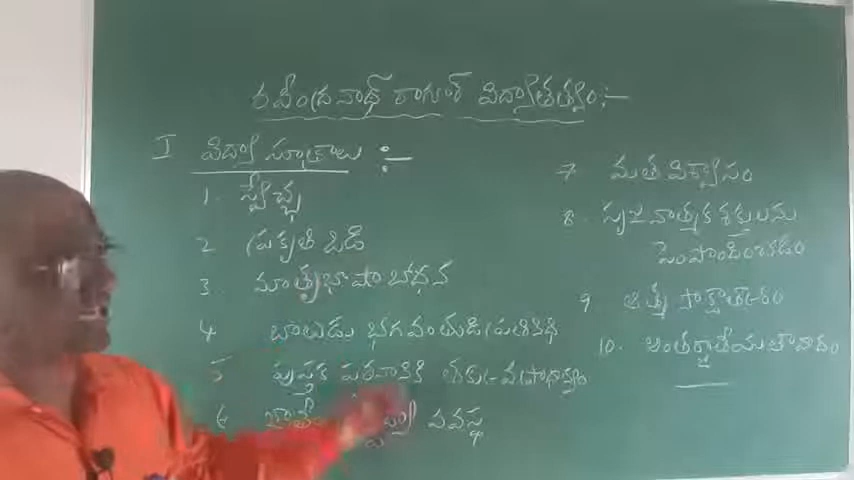 రవీంద్రనాథ్ ఠాగూర్ విద్యాతత్వం:-
I విద్యా సూత్రాలు :-
1. స్వేచ్ఛ
2 ప్రకృతి ఒడి
3 మాతృభాషా బోధన
4 బాలుడు భగవంతుడి ప్రతినిధి
5 పుస్తక పఠనానికి తక్కువ ప్రాధాన్యం
6 జాతీయ వ్యవస్థ
7 మత విశ్వాసం
8. సృజనాత్మక శక్తులను
పెంపొందించడం
9 ఆత్మ సాక్షాత్కారం
10. అంతర్జాతీయతావాదం